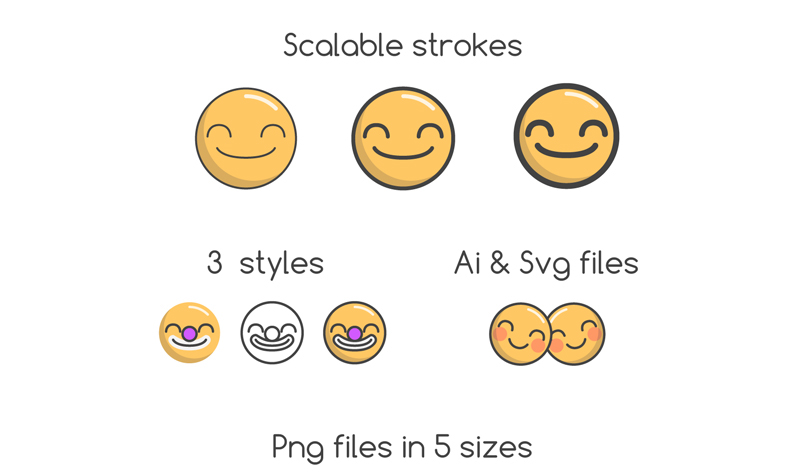 Scalable strokes
3 styles
Ai & Svg files
Png files in 5 sizes